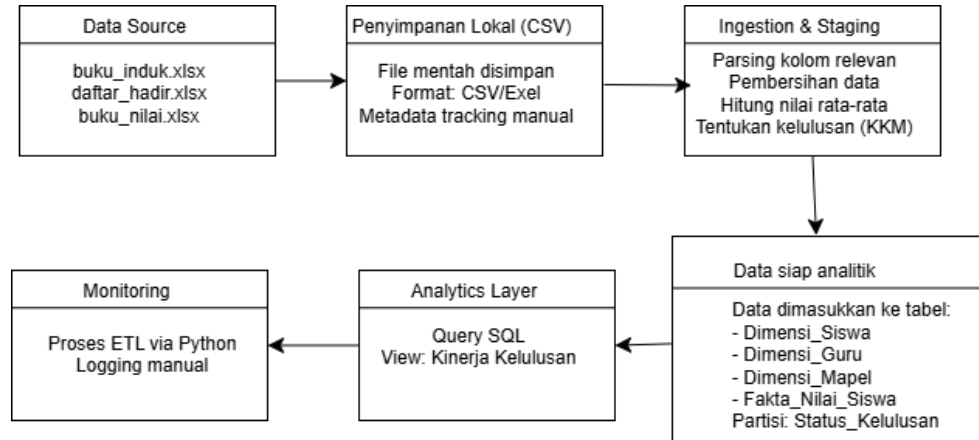 Data Source
buku_induk.xlsx
daftar_hadir.xlsx
buku_nilai.xlsx
Penyimpanan Lokal (CSV)
File mentah disimpan
Format: CSV/Exel
Metadata tracking manual
Ingestion & Staging
Parsing kolom relevan
Pembersihan data
Hitung nilai rata-rata
Tentukan kelulusan (KKM)
Data siap analitik
Data dimasukkan ke tabel:
- Dimensi_Siswa
- Dimensi_Guru
- Dimensi_Mapel
- Fakta_Nilai_Siswa
Partisi: Status_Kelulusan
Analytics Layer
Query SQL
View: Kinerja Kelulusan
Monitoring
Proses ETL via Python
Logging manual